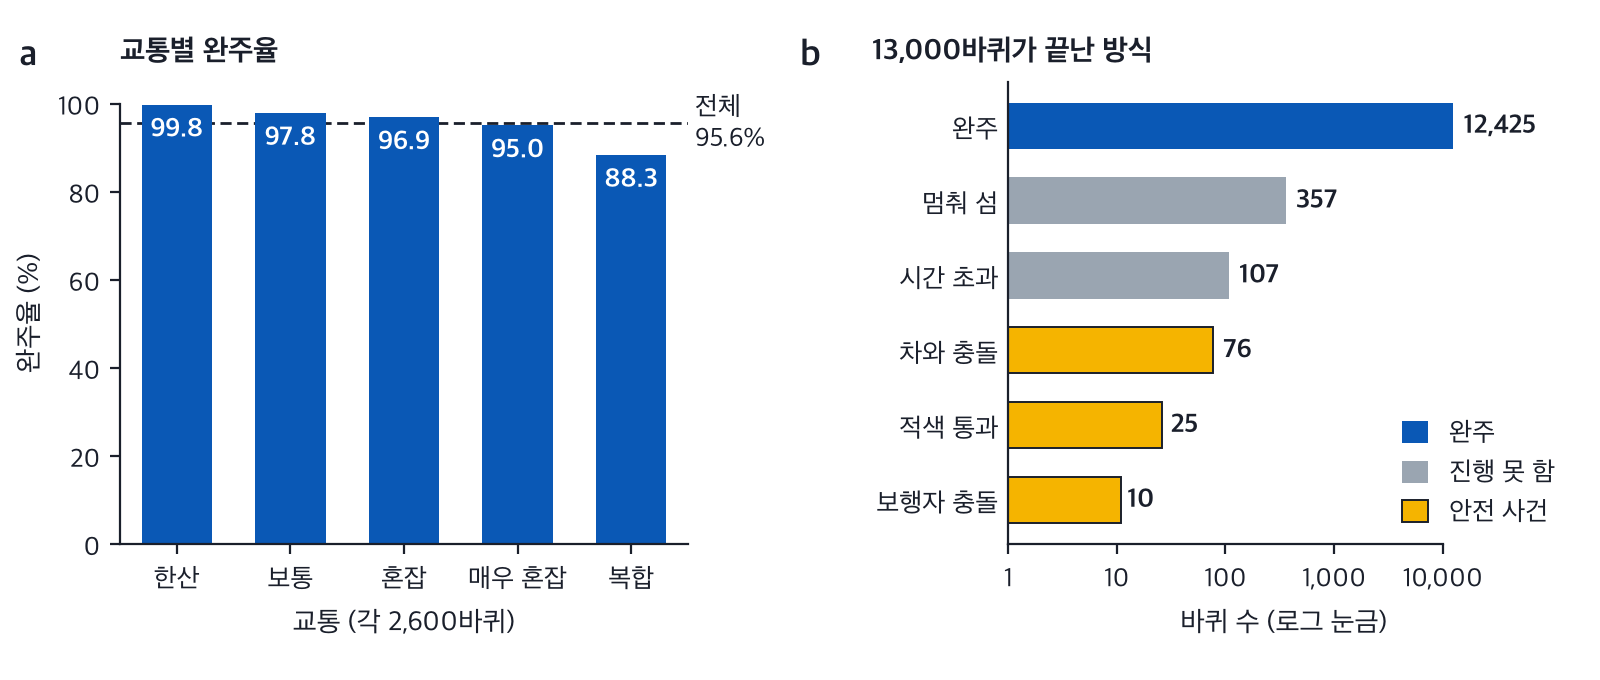 a 교통별 완주율
100
80
60
40
20
0
완주율 (%)
99.8
97.8
96.9
95.0
88.3
전체
95.6%
한산 보통 혼잡 매우 혼잡 복합
교통 (각 2,600바퀴)
b 13,000바퀴가 끝난 방식
완주 12,425
멈춰 섬 357
시간 초과 107
차와 충돌 76
적색 통과 25
보행자 충돌 10
완주
진행 못 함
안전 사건
1 10 100 1,000 10,000
바퀴 수 (로그 눈금)